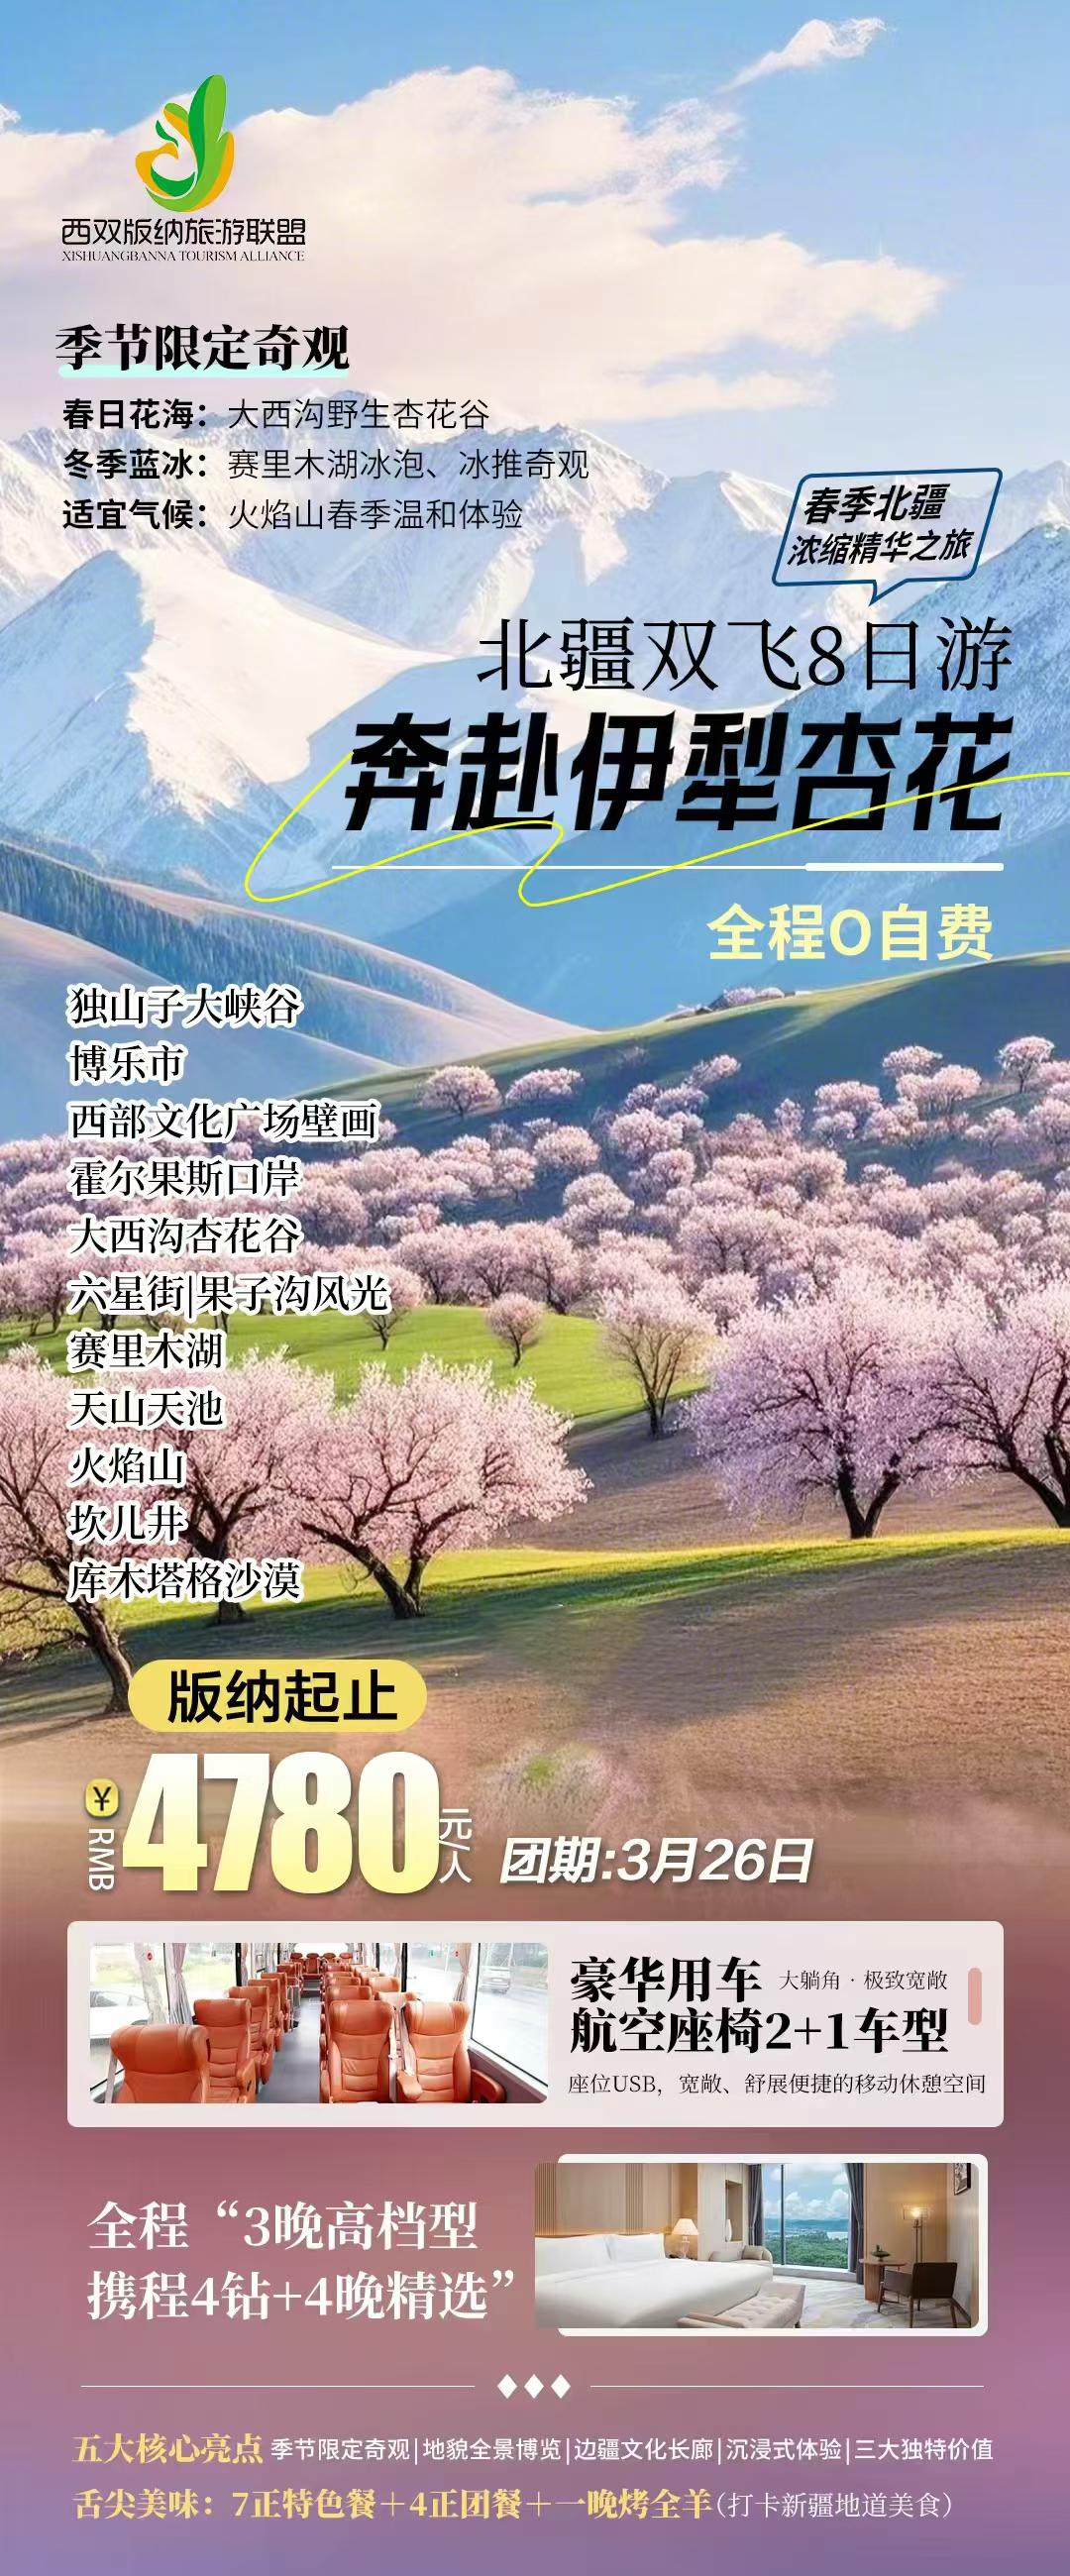 西双版纳旅游联盟
XISHUANGBANNA TOURISM ALLIANCE
季节限定奇观
春日花海：大西沟野生杏花谷
冬季蓝冰：赛里木湖冰泡、冰推奇观
适宜气候：火焰山春季温和体验
春季北疆
浓缩精华之旅
北疆双飞8日游
奔赴伊犁杏花
全程0自费
独山子大峡谷
博乐市
西部文化广场壁画
霍尔果斯口岸
大西沟杏花谷
六星街|果子沟风光
赛里木湖
天山天池
火焰山
坎儿井
库木塔格沙漠
版纳起止
¥ RMB 4780元/人 团期:3月26日
豪华用车 大躺角·极致宽敞
航空座椅2+1车型
座位USB，宽敞、舒展便捷的移动休憩空间
全程“3晚高档型
携程4钻+4晚精选”
五大核心亮点 季节限定奇观|地貌全景博览|边疆文化长廊|沉浸式体验|三大独特价值
舌尖美味：7正特色餐＋4正团餐＋一晚烤全羊（打卡新疆地道美食）